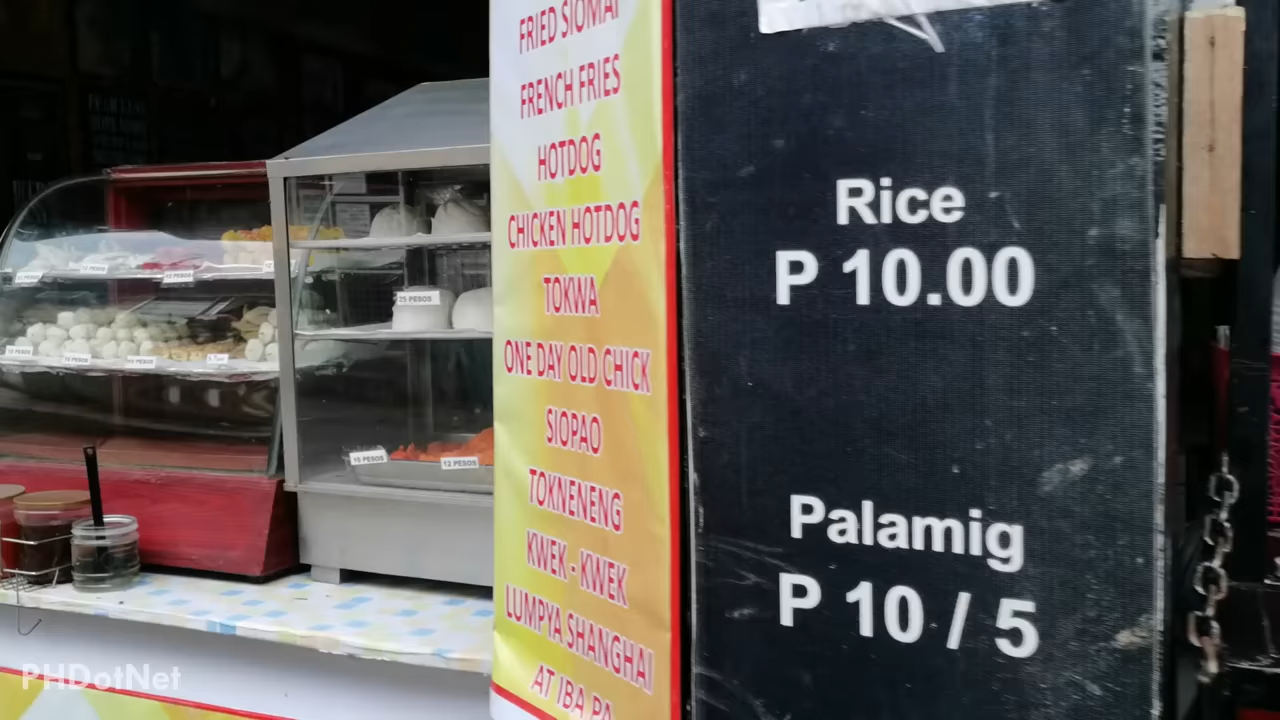 FRIED SIOMAI
FRENCH FRIES
HOTDOG
CHICKEN HOTDOG
TOKWA
ONE DAY OLD CHICK
SIOPAO
TOKNENENG
KWEK - KWEK
LUMPYA SHANGHAI
AT IBA PA
Rice
P 10.00
Palamig
P 10 / 5
25 PESOS
10 PESOS
12 PESOS
PHDotNet